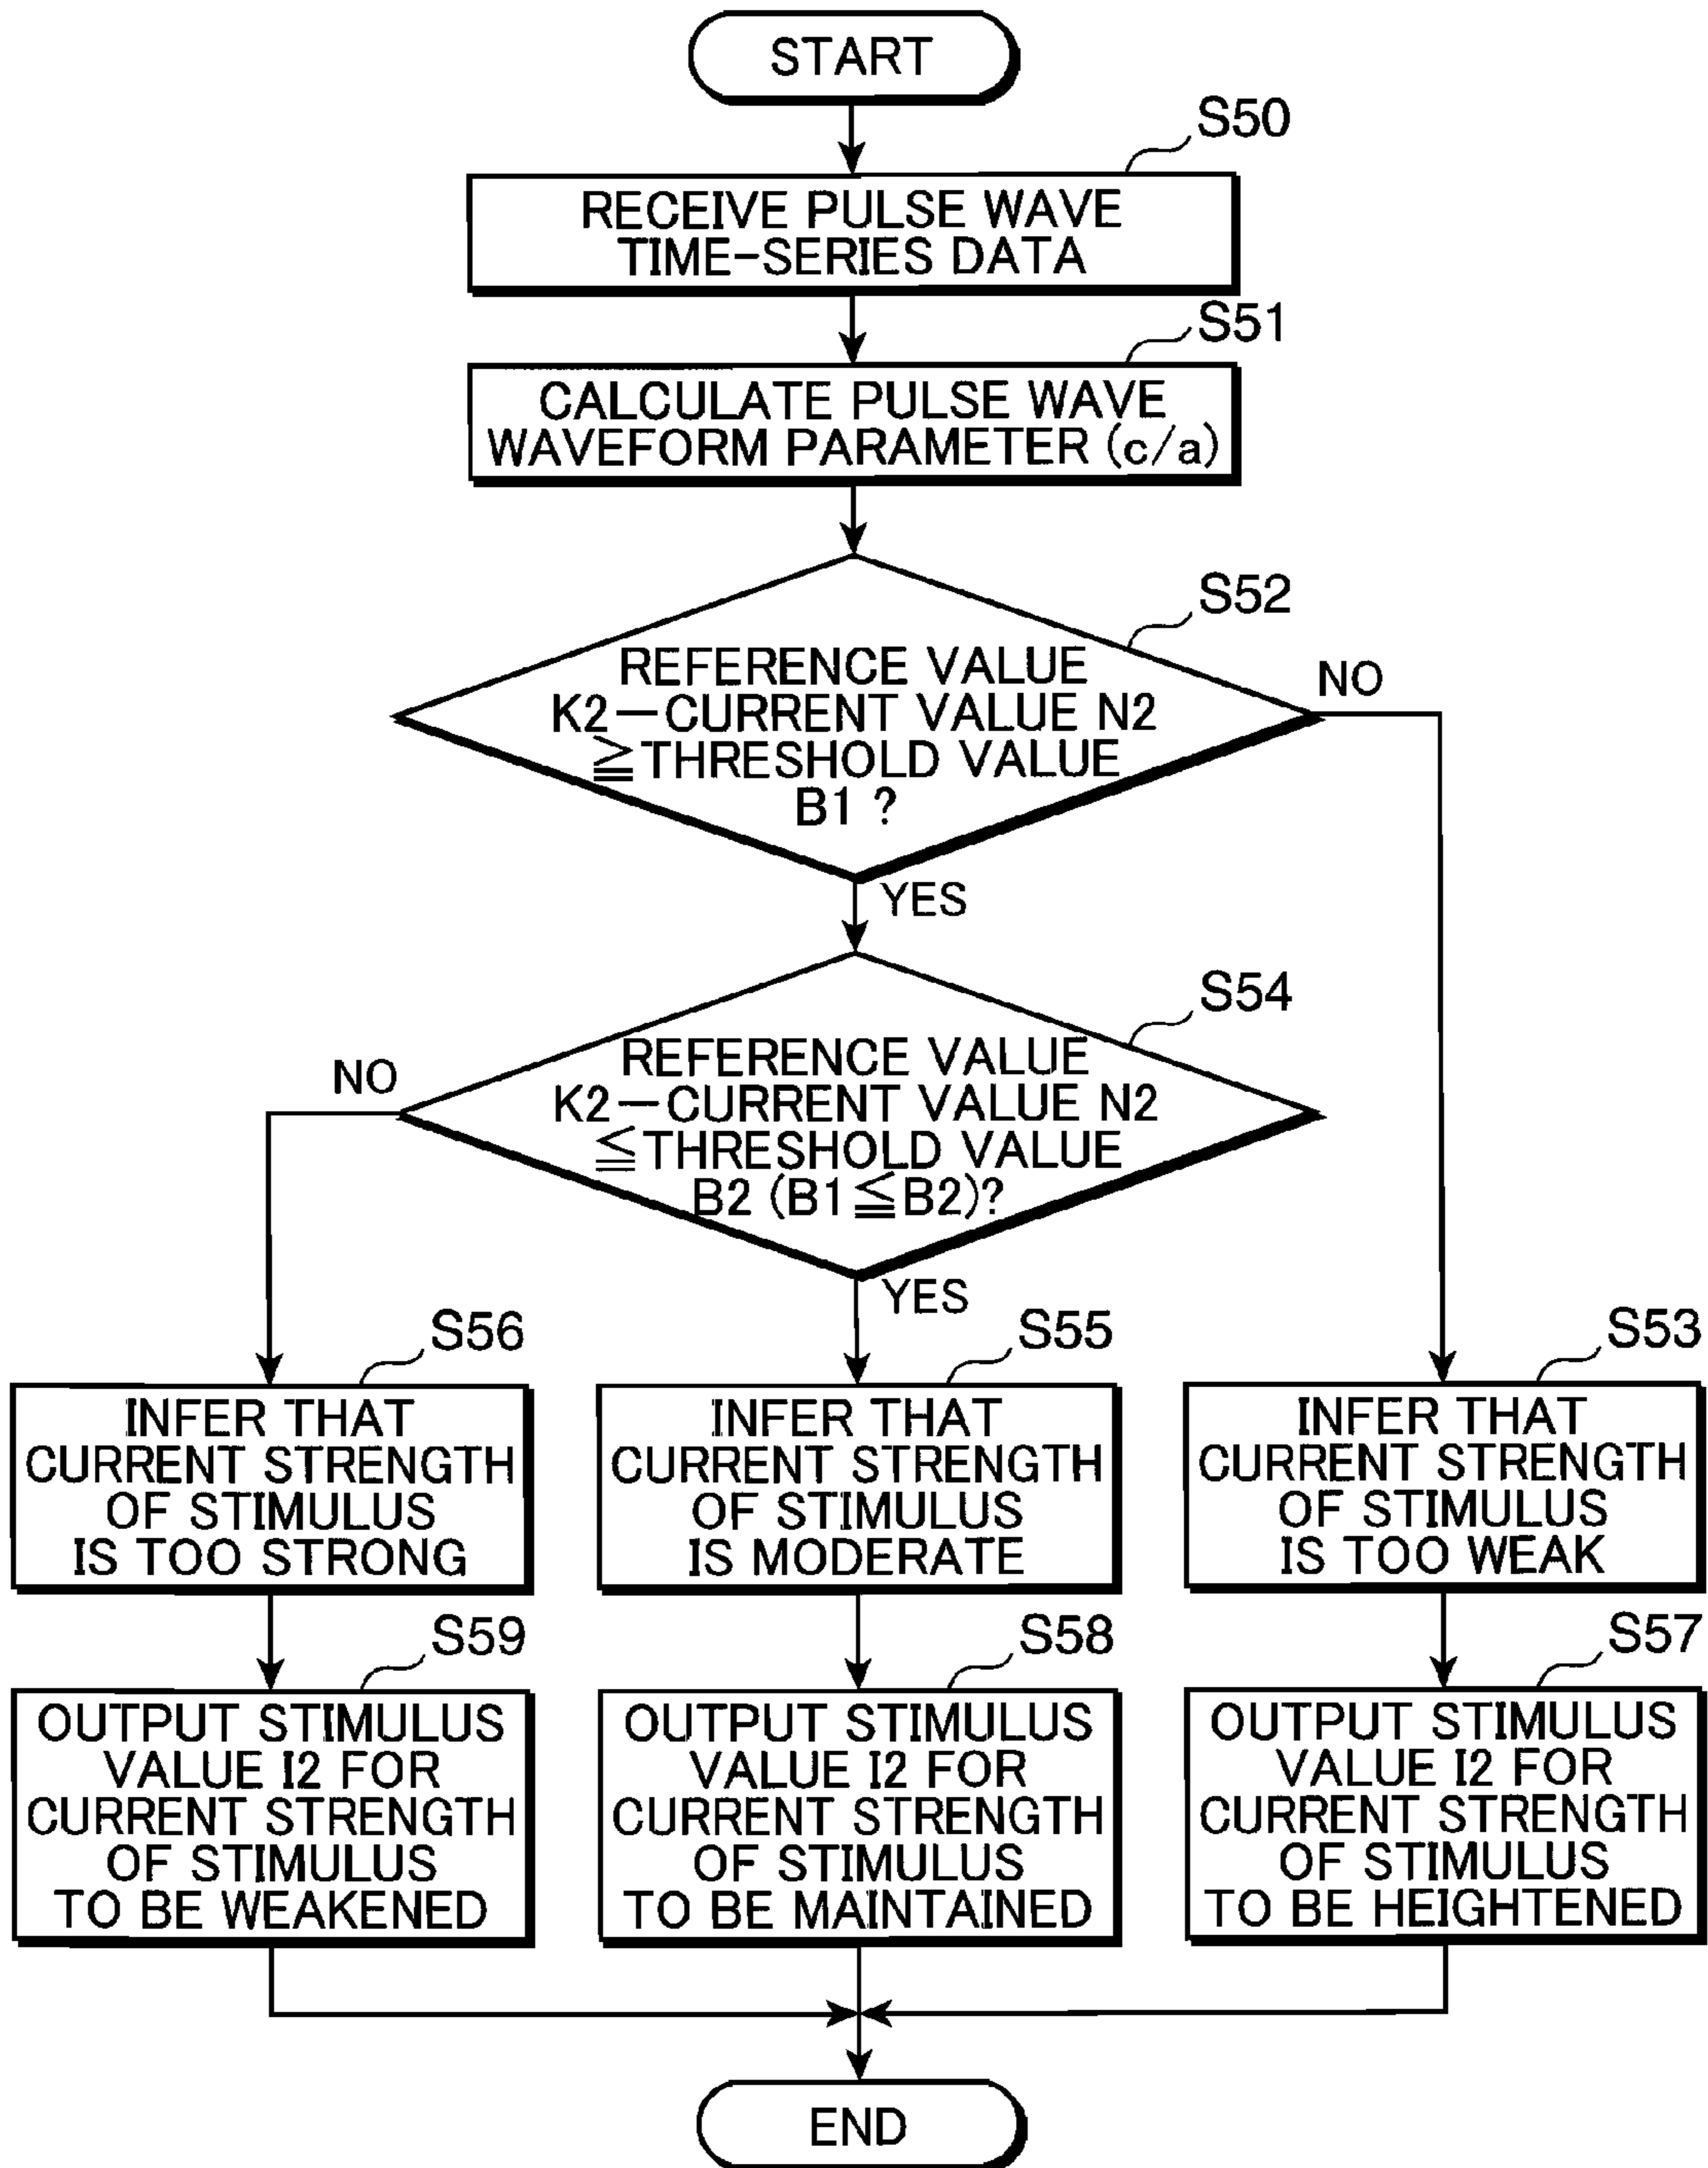 START
S50
RECEIVE PULSE WAVE
TIME-SERIES DATA
S51
CALCULATE PULSE WAVE
WAVEFORM PARAMETER (c/a)
S52
REFERENCE VALUE
K2-CURRENT VALUE N2
≧THRESHOLD VALUE
B1 ?
NO
YES
S54
REFERENCE VALUE
K2-CURRENT VALUE N2
≦THRESHOLD VALUE
B2 (B1≦B2)?
NO
YES
S56
INFER THAT
CURRENT STRENGTH
OF STIMULUS
IS TOO STRONG
S55
INFER THAT
CURRENT STRENGTH
OF STIMULUS
IS MODERATE
S53
INFER THAT
CURRENT STRENGTH
OF STIMULUS
IS TOO WEAK
S59
OUTPUT STIMULUS
VALUE I2 FOR
CURRENT STRENGTH
OF STIMULUS
TO BE WEAKENED
S58
OUTPUT STIMULUS
VALUE I2 FOR
CURRENT STRENGTH
OF STIMULUS
TO BE MAINTAINED
S57
OUTPUT STIMULUS
VALUE I2 FOR
CURRENT STRENGTH
OF STIMULUS
TO BE HEIGHTENED
END